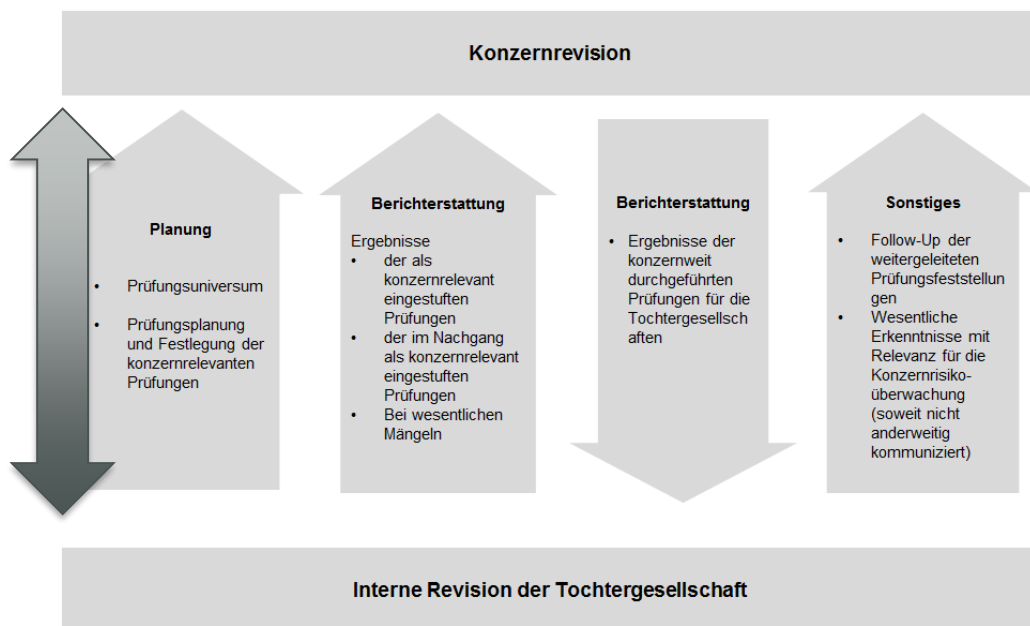 Konzernrevision
Planung
• Prüfungsuniversum
• Prüfungsplanung
und Festlegung der
konzernrelevanten
Prüfungen
Berichterstattung
Ergebnisse
• der als
konzernrelevant
eingestuften
Prüfungen
• der im Nachgang
als konzernrelevant
eingestuften
Prüfungen
• Bei wesentlichen
Mängeln
Berichterstattung
• Ergebnisse der
konzernweit
durchgeführten
Prüfungen für die
Tochtergesellsch
aften
Sonstiges
• Follow-Up der
weitergeleiteten
Prüfungsfeststellun
gen
• Wesentliche
Erkenntnisse mit
Relevanz für die
Konzernrisiko-
überwachung
(soweit nicht
anderweitig
kommuniziert)
Interne Revision der Tochtergesellschaft